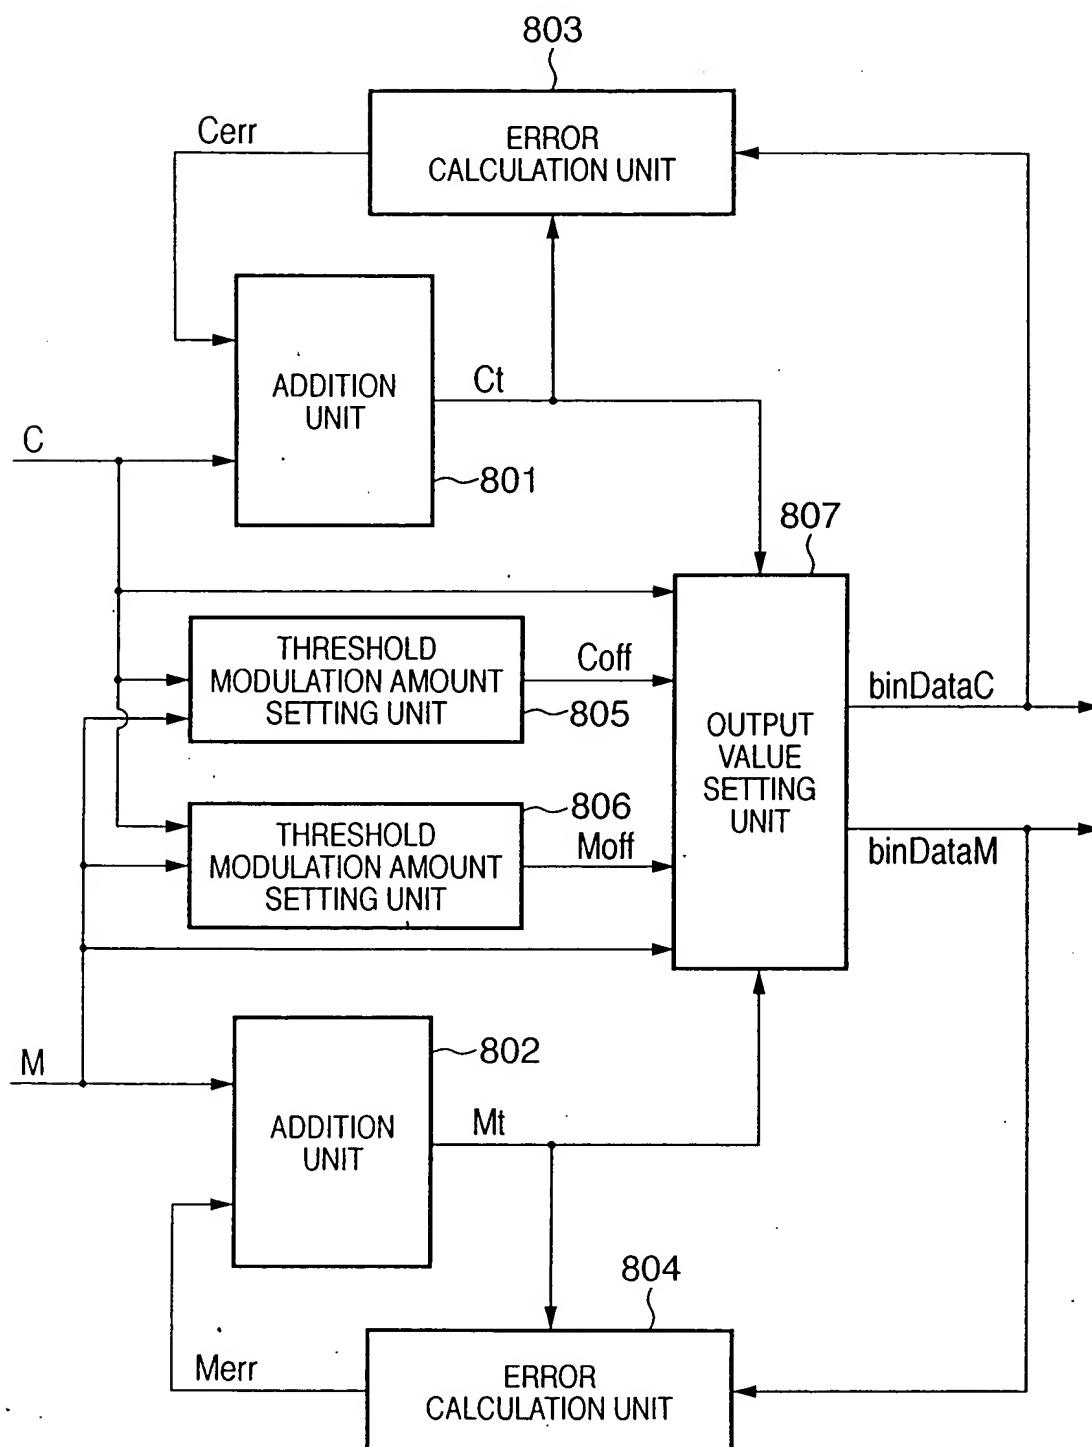 803
ERROR
CALCULATION UNIT
Cerr
ADDITION
UNIT
Ct
C
801
807
THRESHOLD
MODULATION AMOUNT
SETTING UNIT
Coff
805
binDataC
OUTPUT
VALUE
SETTING
UNIT
806
THRESHOLD
MODULATION AMOUNT
SETTING UNIT
Moff
binDataM
M
802
ADDITION
UNIT
Mt
804
Merr
ERROR
CALCULATION UNIT